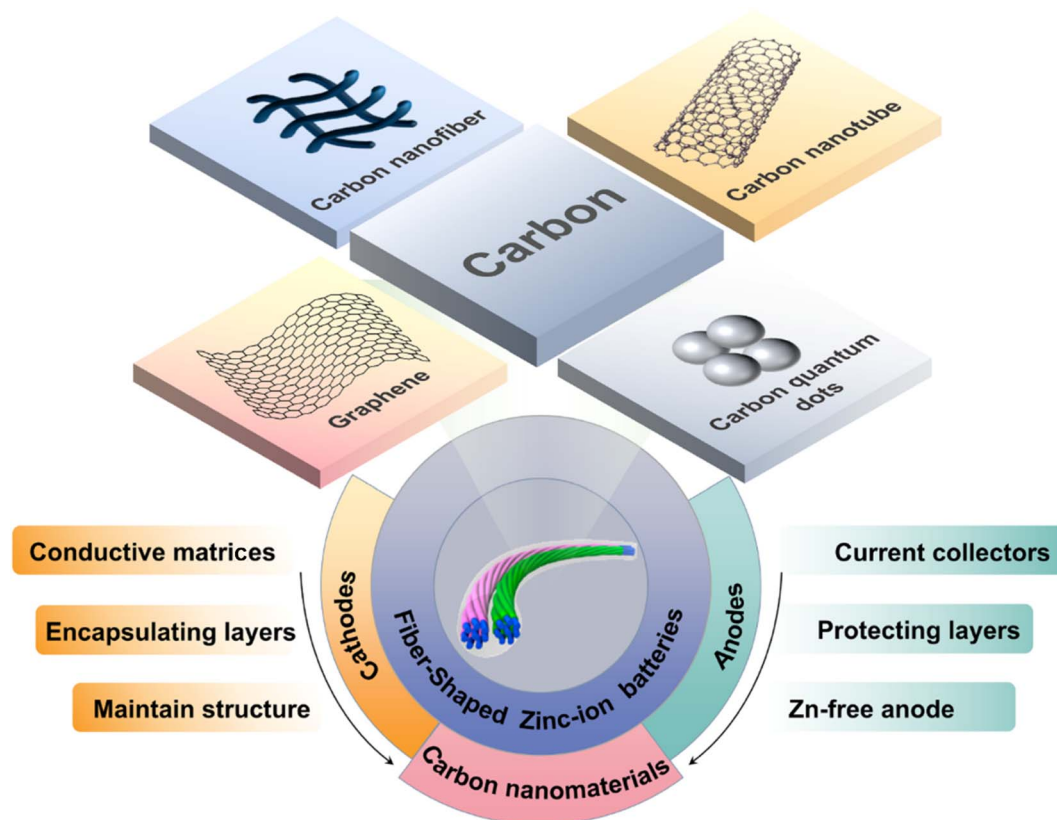 Carbon nanofiber
Carbon nanotube
Carbon
Graphene
Carbon quantum
dots
Conductive matrices
Encapsulating layers
Maintain structure
Cathodes
Fiber-Shaped Zinc-ion batteries
Carbon nanomaterials
Anodes
Current collectors
Protecting layers
Zn-free anode